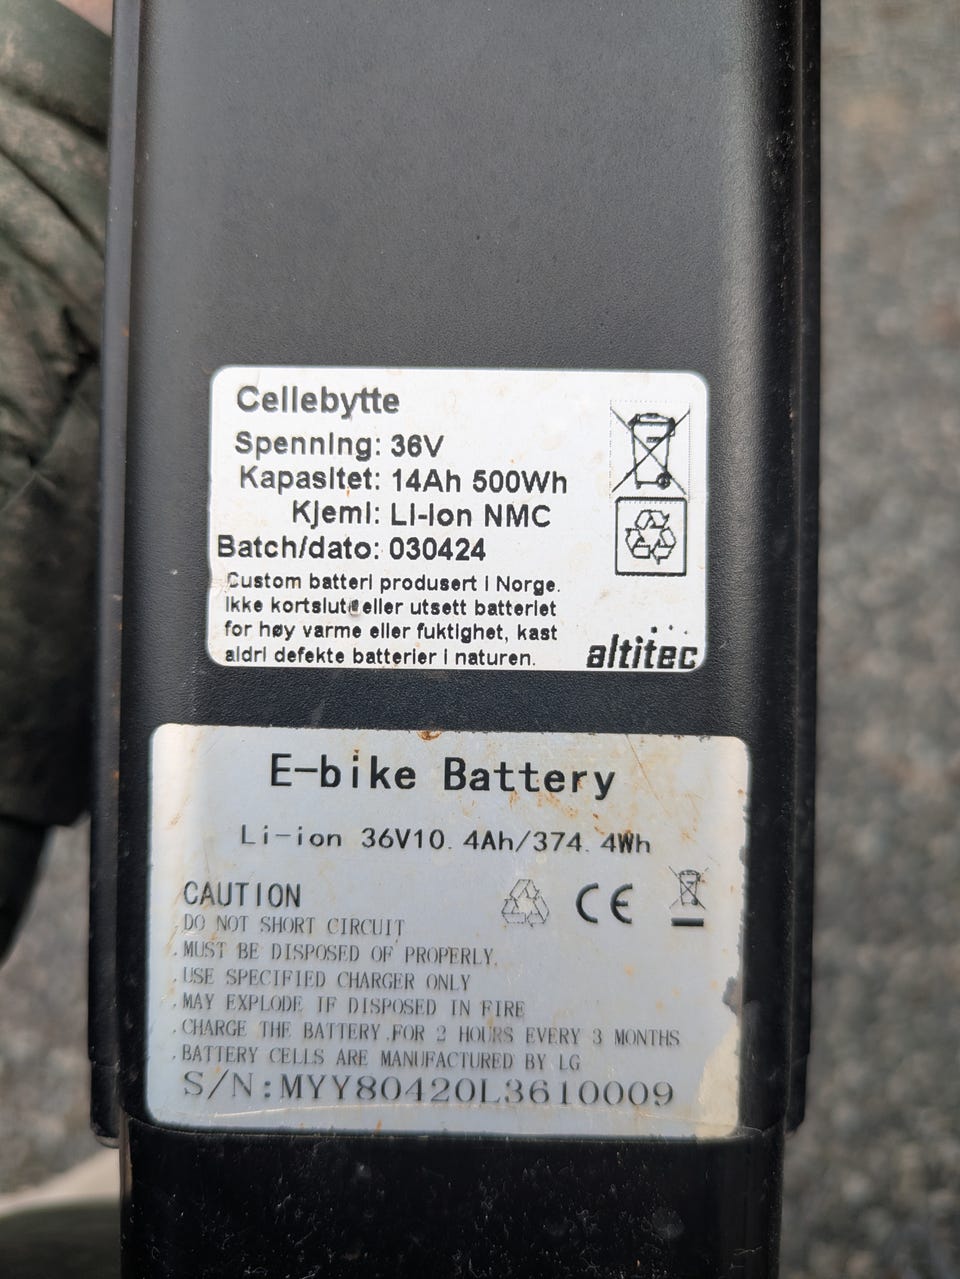 Cellebytte
Spenning: 36V
Kapasitet: 14Ah 500Wh
Kjemi: Li-ion NMC
Batch/dato: 030424
Custom batteri produsert i Norge.
Ikke kortslutt eller utsett batteriet
for høy varme eller fuktighet, kast
aldri defekte batterier i naturen.
altitec
E-bike Battery
Li-ion 36V10.4Ah/374.4Wh
CAUTION
CE
.DO NOT SHORT CIRCUIT
.MUST BE DISPOSED OF PROPERLY.
.USE SPECIFIED CHARGER ONLY
.MAY EXPLODE IF DISPOSED IN FIRE
.CHARGE THE BATTERY.FOR 2 HOURS EVERY 3 MONTHS
.BATTERY CELLS ARE MANUFACTURED BY LG
S/N:MYY80420L3610009